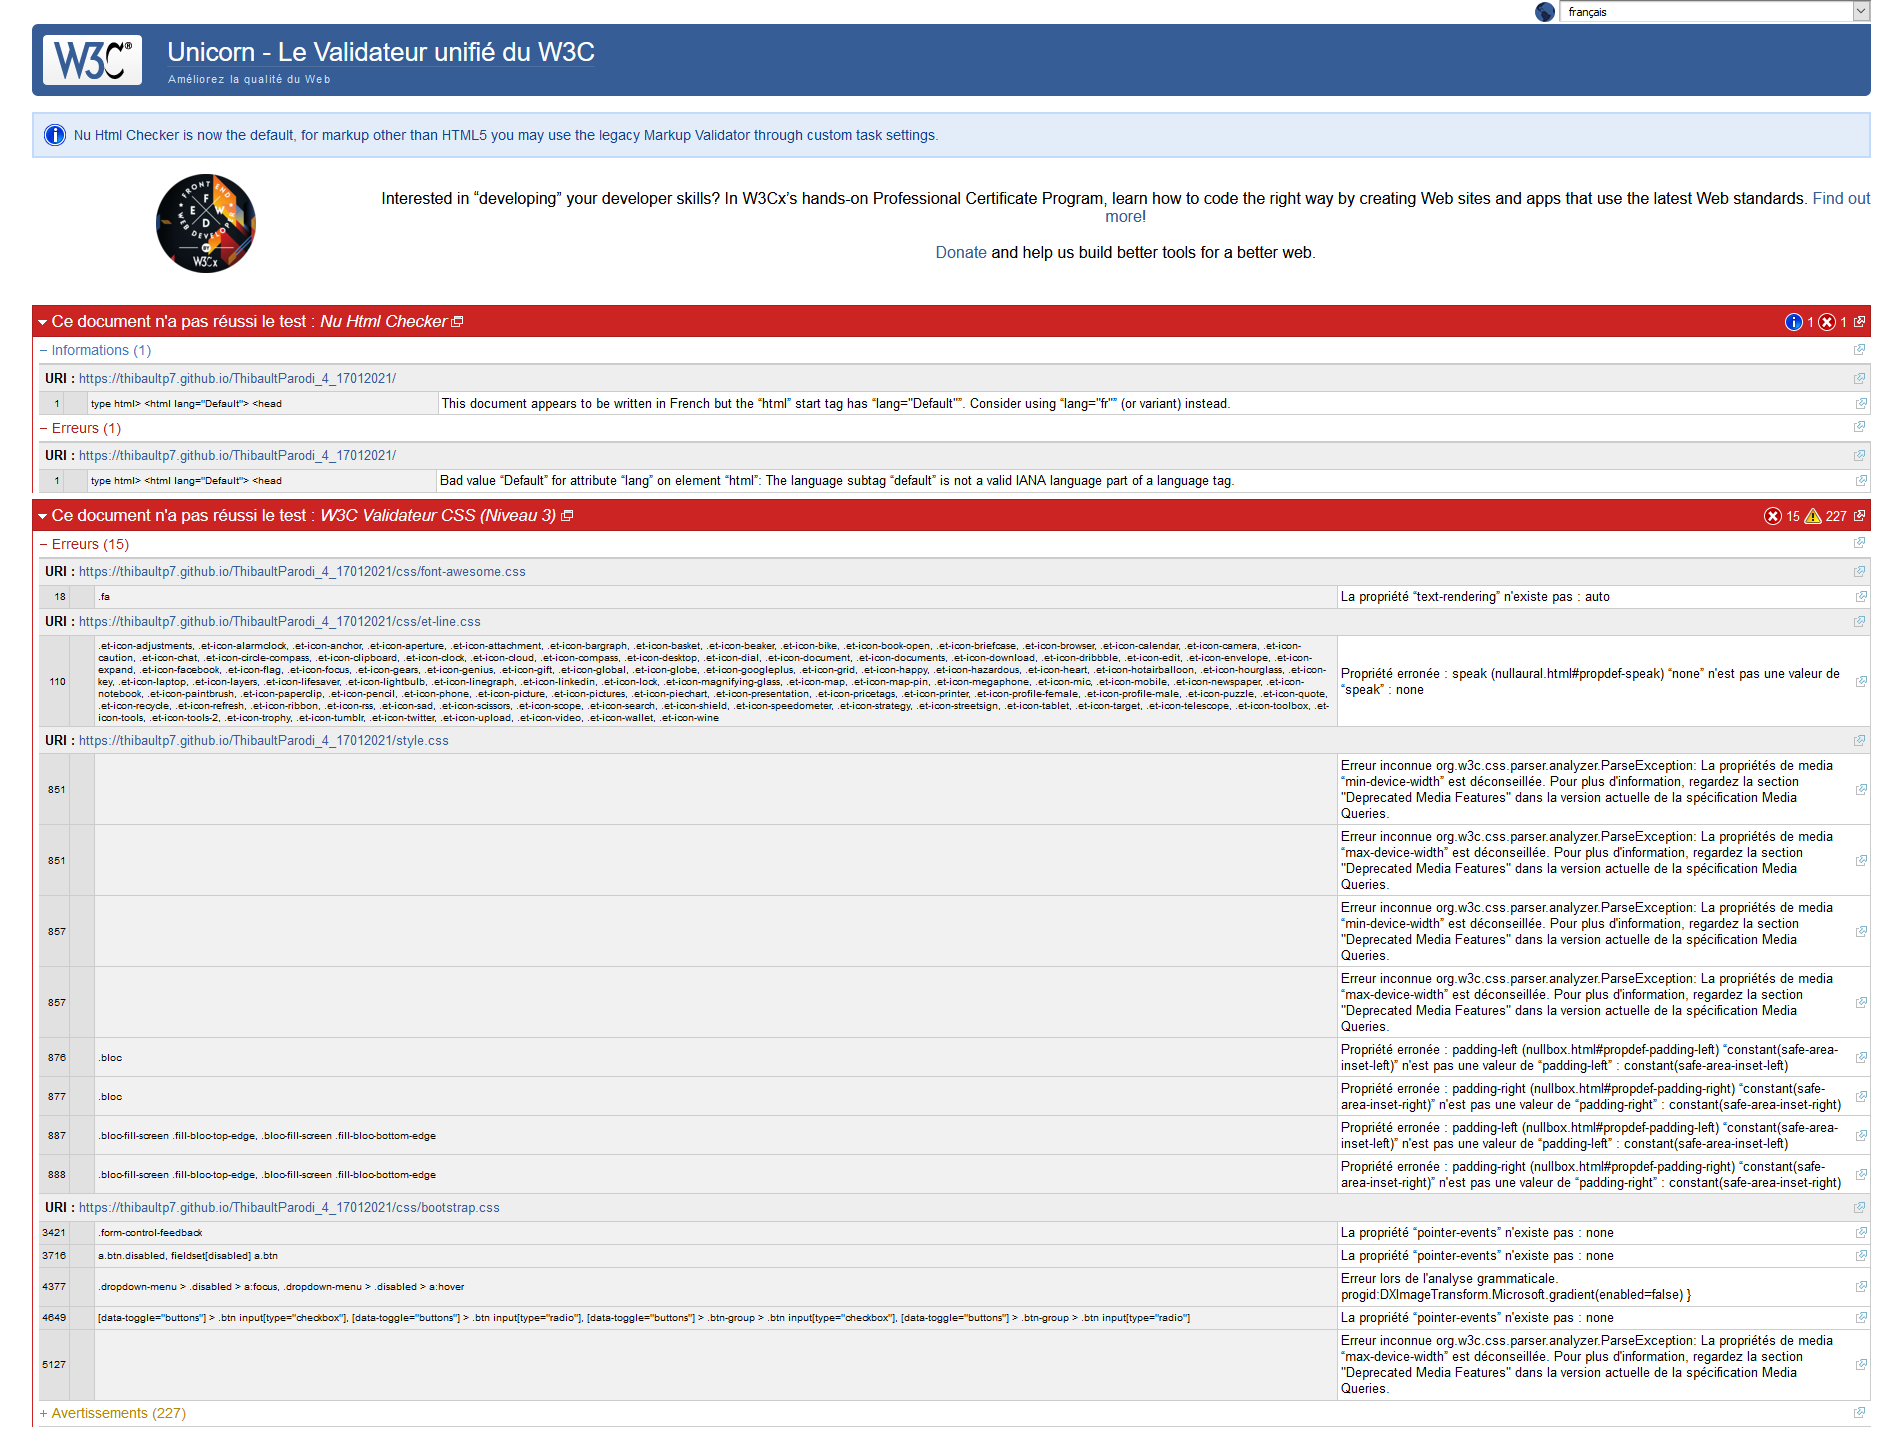 français
W3C®
Unicorn - Le Validateur unifié du W3C
Améliorez la qualité du Web
Nu Html Checker is now the default, for markup other than HTML5 you may use the legacy Markup Validator through custom task settings.
FRONT END
E F W D
WEB DEVELOPER
BY
W3Cx
Interested in “developing” your developer skills? In W3Cx's hands-on Professional Certificate Program, learn how to code the right way by creating Web sites and apps that use the latest Web standards. Find out
more!
Donate and help us build better tools for a better web.
Ce document n'a pas réussi le test : Nu Html Checker 1 1
– Informations (1)
URI : https://thibaultp7.github.io/ThibaultParodi_4_17012021/
1 type html> <html lang="Default"> <head This document appears to be written in French but the “html” start tag has “lang="Default"”. Consider using “lang="fr"” (or variant) instead.
– Erreurs (1)
URI : https://thibaultp7.github.io/ThibaultParodi_4_17012021/
1 type html> <html lang="Default"> <head Bad value “Default” for attribute “lang” on element “html”: The language subtag “default” is not a valid IANA language part of a language tag.
Ce document n'a pas réussi le test : W3C Validateur CSS (Niveau 3) 15 227
– Erreurs (15)
URI : https://thibaultp7.github.io/ThibaultParodi_4_17012021/css/font-awesome.css
18 .fa La propriété “text-rendering” n'existe pas : auto
URI : https://thibaultp7.github.io/ThibaultParodi_4_17012021/css/et-line.css
110
.et-icon-adjustments, .et-icon-alarmclock, .et-icon-anchor, .et-icon-aperture, .et-icon-attachment, .et-icon-bargraph, .et-icon-basket, .et-icon-beaker, .et-icon-bike, .et-icon-book-open, .et-icon-briefcase, .et-icon-browser, .et-icon-calendar, .et-icon-camera, .et-icon-
caution, .et-icon-chat, .et-icon-circle-compass, .et-icon-clipboard, .et-icon-clock, .et-icon-cloud, .et-icon-compass, .et-icon-desktop, .et-icon-dial, .et-icon-document, .et-icon-documents, .et-icon-download, .et-icon-dribbble, .et-icon-edit, .et-icon-envelope, .et-icon-
expand, .et-icon-facebook, .et-icon-flag, .et-icon-focus, .et-icon-gears, .et-icon-genius, .et-icon-gift, .et-icon-global, .et-icon-globe, .et-icon-googleplus, .et-icon-grid, .et-icon-happy, .et-icon-hazardous, .et-icon-heart, .et-icon-hotairballoon, .et-icon-hourglass, .et-icon-
key, .et-icon-laptop, .et-icon-layers, .et-icon-lifesaver, .et-icon-lightbulb, .et-icon-linegraph, .et-icon-linkedin, .et-icon-lock, .et-icon-magnifying-glass, .et-icon-map, .et-icon-map-pin, .et-icon-megaphone, .et-icon-mic, .et-icon-mobile, .et-icon-newspaper, .et-icon-
notebook, .et-icon-paintbrush, .et-icon-paperclip, .et-icon-pencil, .et-icon-phone, .et-icon-picture, .et-icon-pictures, .et-icon-piechart, .et-icon-presentation, .et-icon-pricetags, .et-icon-printer, .et-icon-profile-female, .et-icon-profile-male, .et-icon-puzzle, .et-icon-quote,
.et-icon-recycle, .et-icon-refresh, .et-icon-ribbon, .et-icon-rss, .et-icon-sad, .et-icon-scissors, .et-icon-scope, .et-icon-search, .et-icon-shield, .et-icon-speedometer, .et-icon-strategy, .et-icon-streetsign, .et-icon-tablet, .et-icon-target, .et-icon-telescope, .et-icon-toolbox, .et-
icon-tools, .et-icon-tools-2, .et-icon-trophy, .et-icon-tumblr, .et-icon-twitter, .et-icon-upload, .et-icon-video, .et-icon-wallet, .et-icon-wine
Propriété erronée : speak (nullaural.html#propdef-speak) “none” n'est pas une valeur de
“speak” : none
URI : https://thibaultp7.github.io/ThibaultParodi_4_17012021/style.css
851
Erreur inconnue org.w3c.css.parser.analyzer.ParseException: La propriétés de media
“min-device-width” est déconseillée. Pour plus d'information, regardez la section
"Deprecated Media Features" dans la version actuelle de la spécification Media
Queries.
851
Erreur inconnue org.w3c.css.parser.analyzer.ParseException: La propriétés de media
“max-device-width” est déconseillée. Pour plus d'information, regardez la section
"Deprecated Media Features" dans la version actuelle de la spécification Media
Queries.
857
Erreur inconnue org.w3c.css.parser.analyzer.ParseException: La propriétés de media
“min-device-width” est déconseillée. Pour plus d'information, regardez la section
"Deprecated Media Features" dans la version actuelle de la spécification Media
Queries.
857
Erreur inconnue org.w3c.css.parser.analyzer.ParseException: La propriétés de media
“max-device-width” est déconseillée. Pour plus d'information, regardez la section
"Deprecated Media Features" dans la version actuelle de la spécification Media
Queries.
876 .bloc
Propriété erronée : padding-left (nullbox.html#propdef-padding-left) “constant(safe-area-
inset-left)” n'est pas une valeur de “padding-left” : constant(safe-area-inset-left)
877 .bloc
Propriété erronée : padding-right (nullbox.html#propdef-padding-right) “constant(safe-
area-inset-right)” n'est pas une valeur de “padding-right” : constant(safe-area-inset-right)
887 .bloc-fill-screen .fill-bloc-top-edge, .bloc-fill-screen .fill-bloc-bottom-edge
Propriété erronée : padding-left (nullbox.html#propdef-padding-left) “constant(safe-area-
inset-left)” n'est pas une valeur de “padding-left” : constant(safe-area-inset-left)
888 .bloc-fill-screen .fill-bloc-top-edge, .bloc-fill-screen .fill-bloc-bottom-edge
Propriété erronée : padding-right (nullbox.html#propdef-padding-right) “constant(safe-
area-inset-right)” n'est pas une valeur de “padding-right” : constant(safe-area-inset-right)
URI : https://thibaultp7.github.io/ThibaultParodi_4_17012021/css/bootstrap.css
3421 .form-control-feedback La propriété “pointer-events” n'existe pas : none
3716 a.btn.disabled, fieldset[disabled] a.btn La propriété “pointer-events” n'existe pas : none
4377 .dropdown-menu > .disabled > a:focus, .dropdown-menu > .disabled > a:hover
Erreur lors de l'analyse grammaticale.
progid:DXImageTransform.Microsoft.gradient(enabled=false) }
4649 [data-toggle="buttons"] > .btn input[type="checkbox"], [data-toggle="buttons"] > .btn input[type="radio"], [data-toggle="buttons"] > .btn-group > .btn input[type="checkbox"], [data-toggle="buttons"] > .btn-group > .btn input[type="radio"] La propriété “pointer-events” n'existe pas : none
5127
Erreur inconnue org.w3c.css.parser.analyzer.ParseException: La propriétés de media
“max-device-width” est déconseillée. Pour plus d'information, regardez la section
"Deprecated Media Features" dans la version actuelle de la spécification Media
Queries.
+ Avertissements (227)